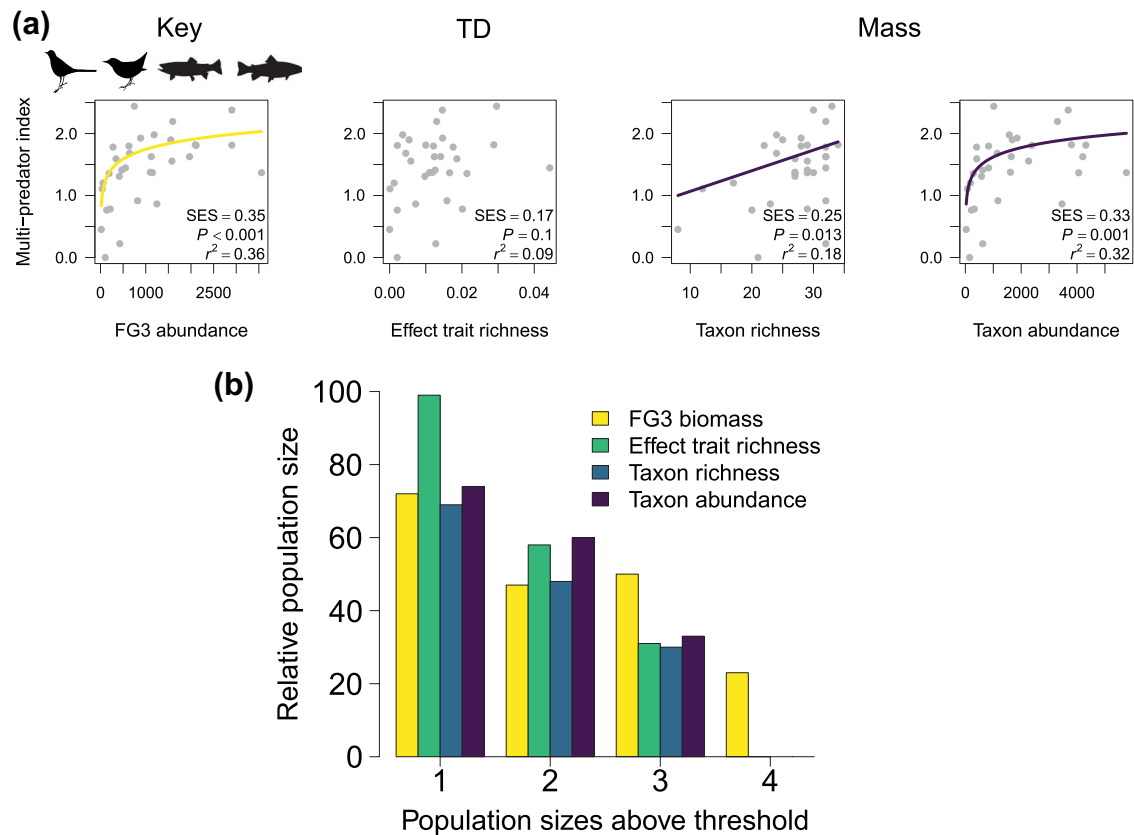 (a)
Key
TD
Mass
Multi−predator index
2.0
1.0
0.0
SES = 0.35
P < 0.001
r² = 0.36
0
1000
2500
FG3 abundance
2.0
1.0
0.0
SES = 0.17
P = 0.1
r² = 0.09
0.00
0.02
0.04
Effect trait richness
2.0
1.0
0.0
SES = 0.25
P = 0.013
r² = 0.18
10
20
30
Taxon richness
2.0
1.0
0.0
SES = 0.33
P = 0.001
r² = 0.32
0
2000
4000
Taxon abundance
(b)
Relative population size
100
80
60
40
20
0
FG3 biomass
Effect trait richness
Taxon richness
Taxon abundance
1
2
3
4
Population sizes above threshold